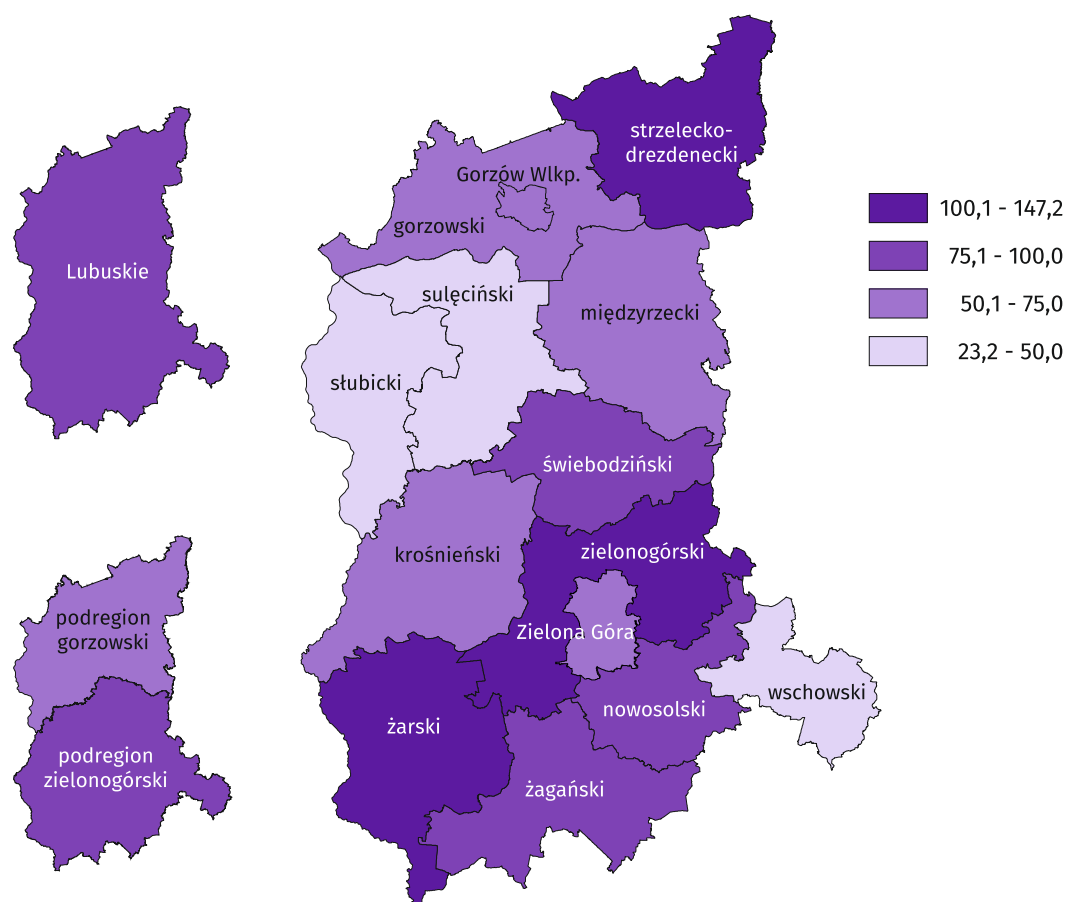 strzelecko-
drezdenecki
Gorzów Wlkp.
gorzowski
sulęciński
międzyrzecki
słubicki
świebodziński
krośnieński
zielonogórski
Zielona Góra
wschowski
nowosolski
żarski
żagański
Lubuskie
podregion
gorzowski
podregion
zielonogórski
100,1 - 147,2
75,1 - 100,0
50,1 - 75,0
23,2 - 50,0